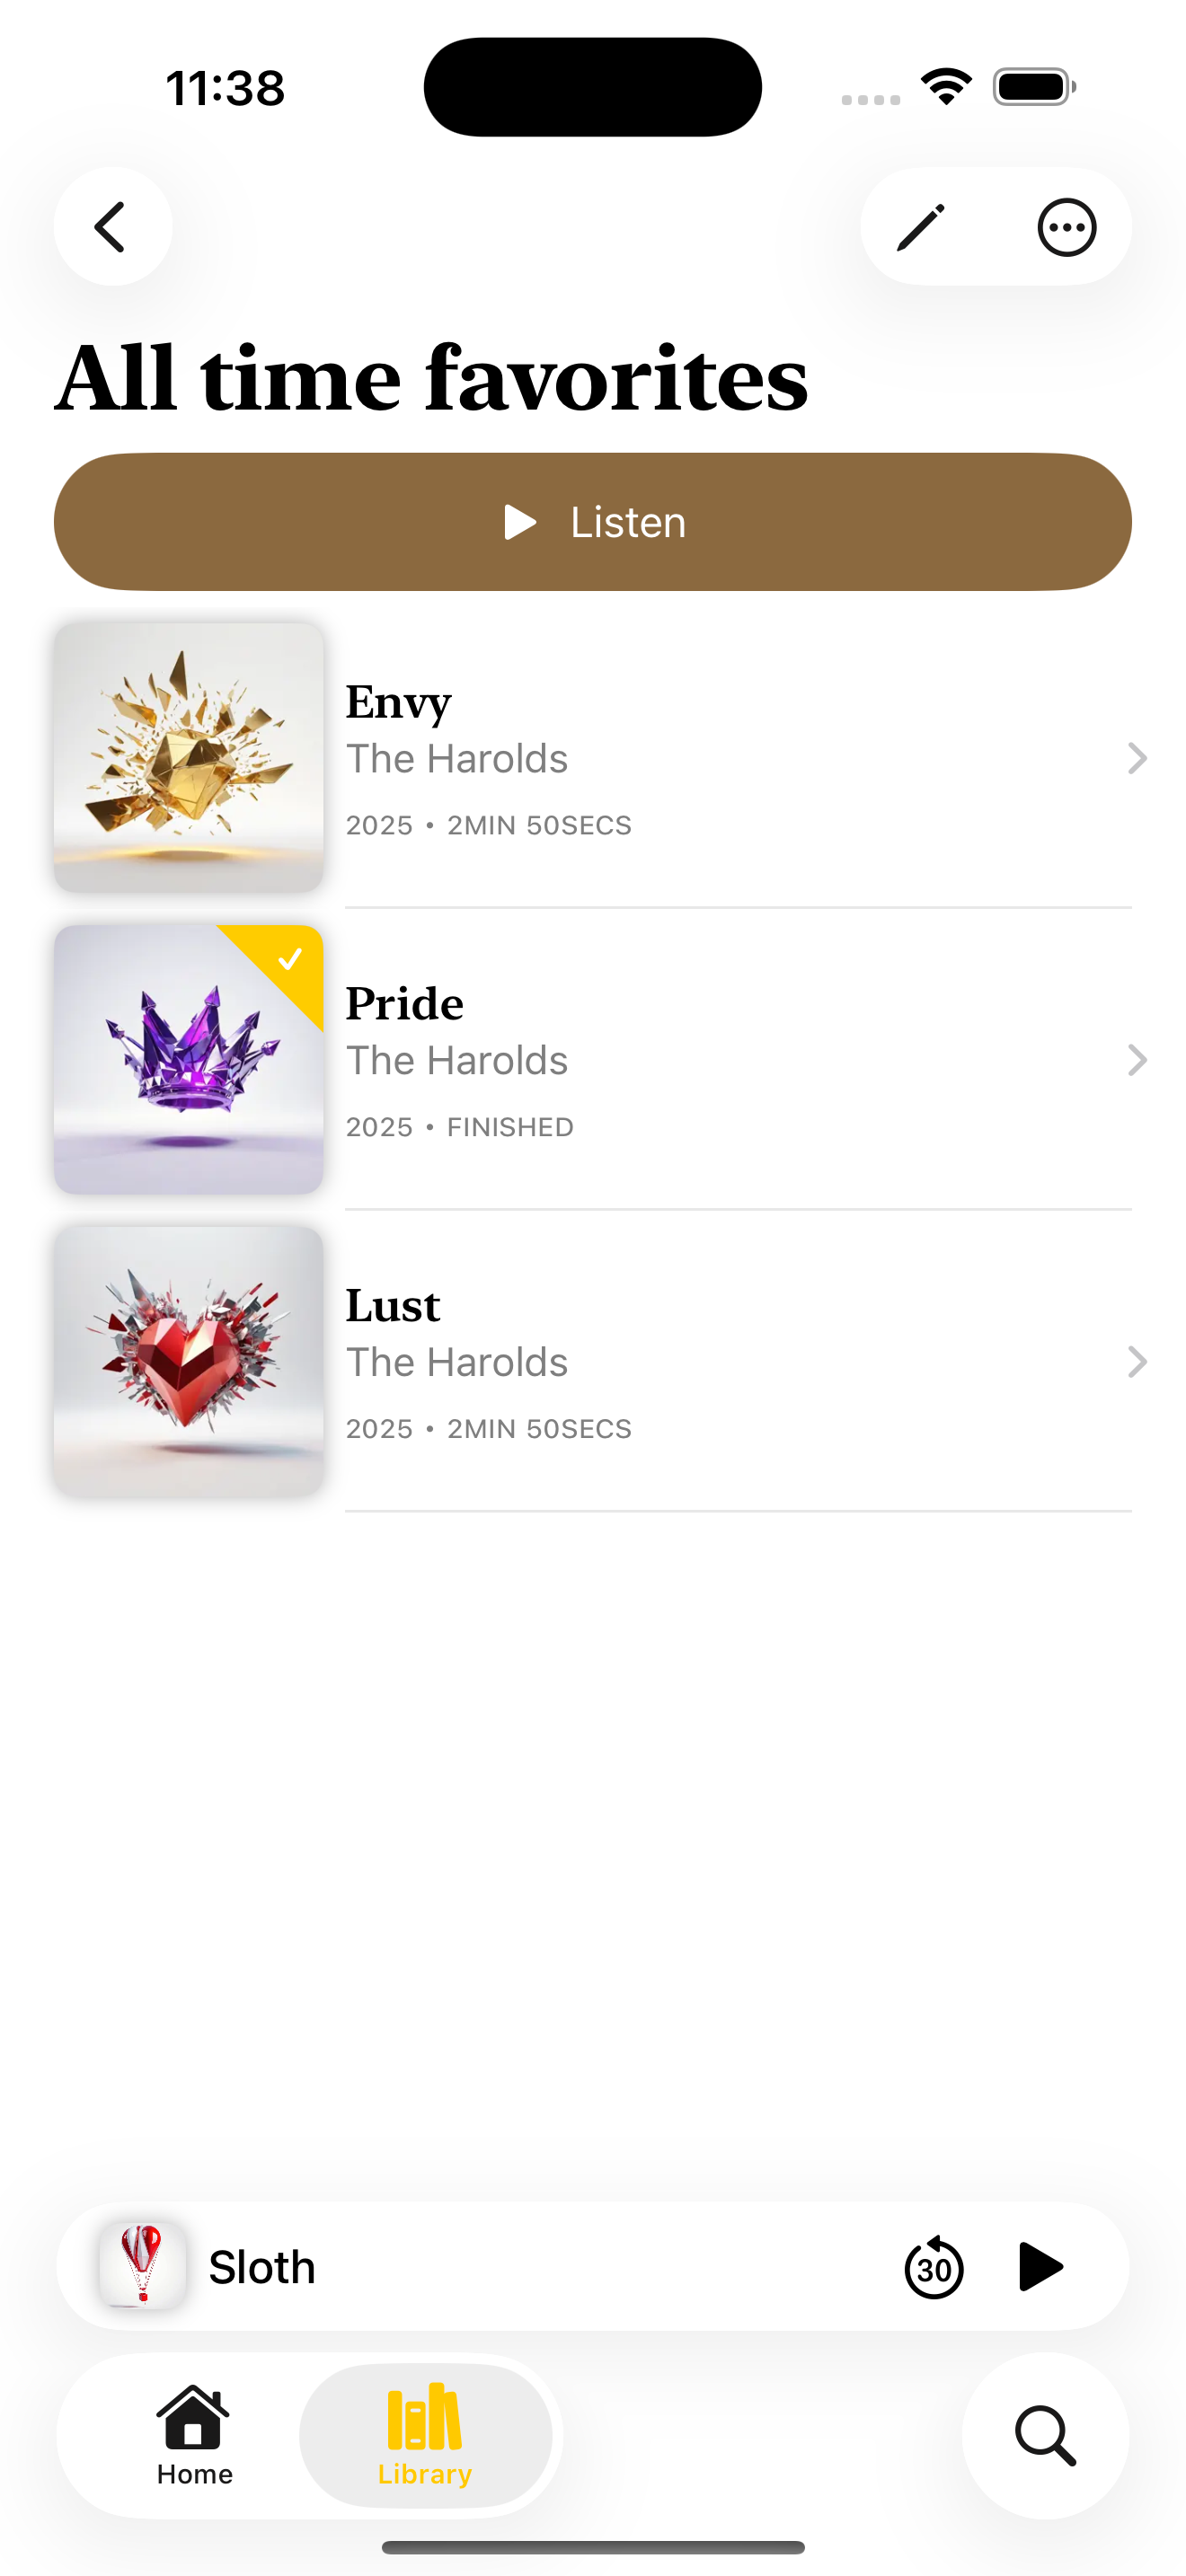 11:38
All time favorites
Listen
Envy
The Harolds
2025 • 2MIN 50SECS
Pride
The Harolds
2025 • FINISHED
Lust
The Harolds
2025 • 2MIN 50SECS
Sloth
30
Home
Library